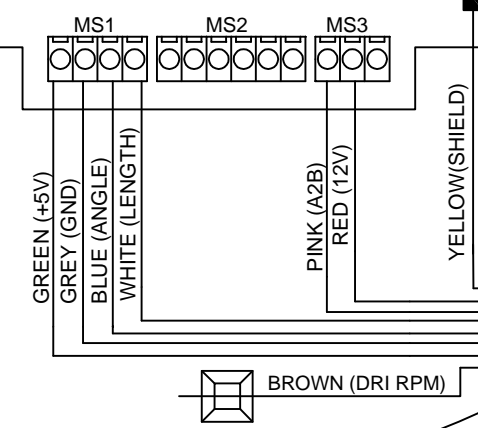 MS1
MS2
MS3
GREEN (+5V)
GREY (GND)
BLUE (ANGLE)
WHITE (LENGTH)
PINK (A2B)
RED (12V)
YELLOW(SHIELD)
BROWN (DRI RPM)